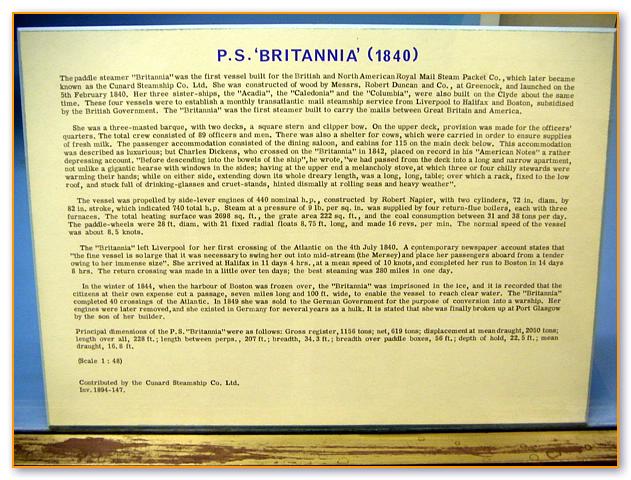 P.S. 'BRITANNIA' (1840)
The paddle steamer "Britannia" was the first vessel built for the British and North American Royal Mail Steam Packet Co., which later became
known as the Cunard Steamship Co. Ltd. She was constructed of wood by Messrs. Robert Duncan and Co., at Greenock, and launched on the
5th February 1840. Her three sister-ships, the "Acadia", the "Caledonia" and the "Columbia", were also built on the Clyde about the same
time. These four vessels were to establish a monthly transatlantic mail steamship service from Liverpool to Halifax and Boston, subsidised
by the British Government. The "Britannia" was the first steamer built to carry the mails between Great Britain and America.
She was a three-masted barque, with two decks, a square stern and clipper bow. On the upper deck, provision was made for the officers'
quarters. The total crew consisted of 89 officers and men. There was also a shelter for cows, which were carried in order to ensure supplies
of fresh milk. The passenger accommodation consisted of the dining saloon, and cabins for 115 on the main deck below. This accommodation
was described as luxurious; but Charles Dickens, who crossed on the "Britannia" in 1842, placed on record in his "American Notes" a rather
depressing account, "Before descending into the bowels of the ship", he wrote, "we had passed from the deck into a long and narrow apartment,
not unlike a gigantic hearse with windows in the sides; having at the upper end a melancholy stove, at which three or four chilly stewards were
warming their hands; while on either side, extending down its whole dreary length, was a long, long, table; over which a rack, fixed to the low
roof, and stuck full of drinking-glasses and cruet-stands, hinted dismally at rolling seas and heavy weather".
The vessel was propelled by side-lever engines of 440 nominal h.p., constructed by Robert Napier, with two cylinders, 72 in. diam. by
82 in. stroke, which indicated 740 total h.p. Steam at a pressure of 9 lb. per sq. in. was supplied by four return-flue boilers, each with three
furnaces. The total heating surface was 2698 sq. ft., the grate area 222 sq. ft., and the coal consumption between 31 and 38 tons per day.
The paddle-wheels were 28 ft. diam. with 21 fixed radial floats 8.75 ft. long, and made 16 revs. per min. The normal speed of the vessel
was about 8.5 knots.
The "Britannia" left Liverpool for her first crossing of the Atlantic on the 4th July 1840. A contemporary newspaper account states that
"the fine vessel is so large that it was necessary to swing her out into mid-stream (the Mersey) and place her passengers aboard from a tender
owing to her immense size". She arrived at Halifax in 11 days 4 hrs., at a mean speed of 10 knots, and completed her run to Boston in 14 days
8 hrs. The return crossing was made in a little over ten days; the best steaming was 280 miles in one day.
In the winter of 1844, when the harbour of Boston was frozen over, the "Britannia" was imprisoned in the ice, and it is recorded that the
citizens at their own expense cut a passage, seven miles long and 100 ft. wide, to enable the vessel to reach clear water. The "Britannia"
completed 40 crossings of the Atlantic. In 1849 she was sold to the German Government for the purpose of conversion into a warship. Her
engines were later removed, and she existed in Germany for several years as a hulk. It is stated that she was finally broken up at Port Glasgow
by the son of her builder.
Principal dimensions of the P.S. "Britannia" were as follows: Gross register, 1156 tons; net, 619 tons; displacement at mean draught, 2050 tons;
length over all, 228 ft.; length between perps., 207 ft.; breadth, 34.3 ft.; breadth over paddle boxes, 56 ft.; depth of hold, 22.5 ft.; mean
draught, 16.8 ft.
(Scale 1 : 48)
Contributed by the Cunard Steamship Co. Ltd.
Inv. 1894-147.